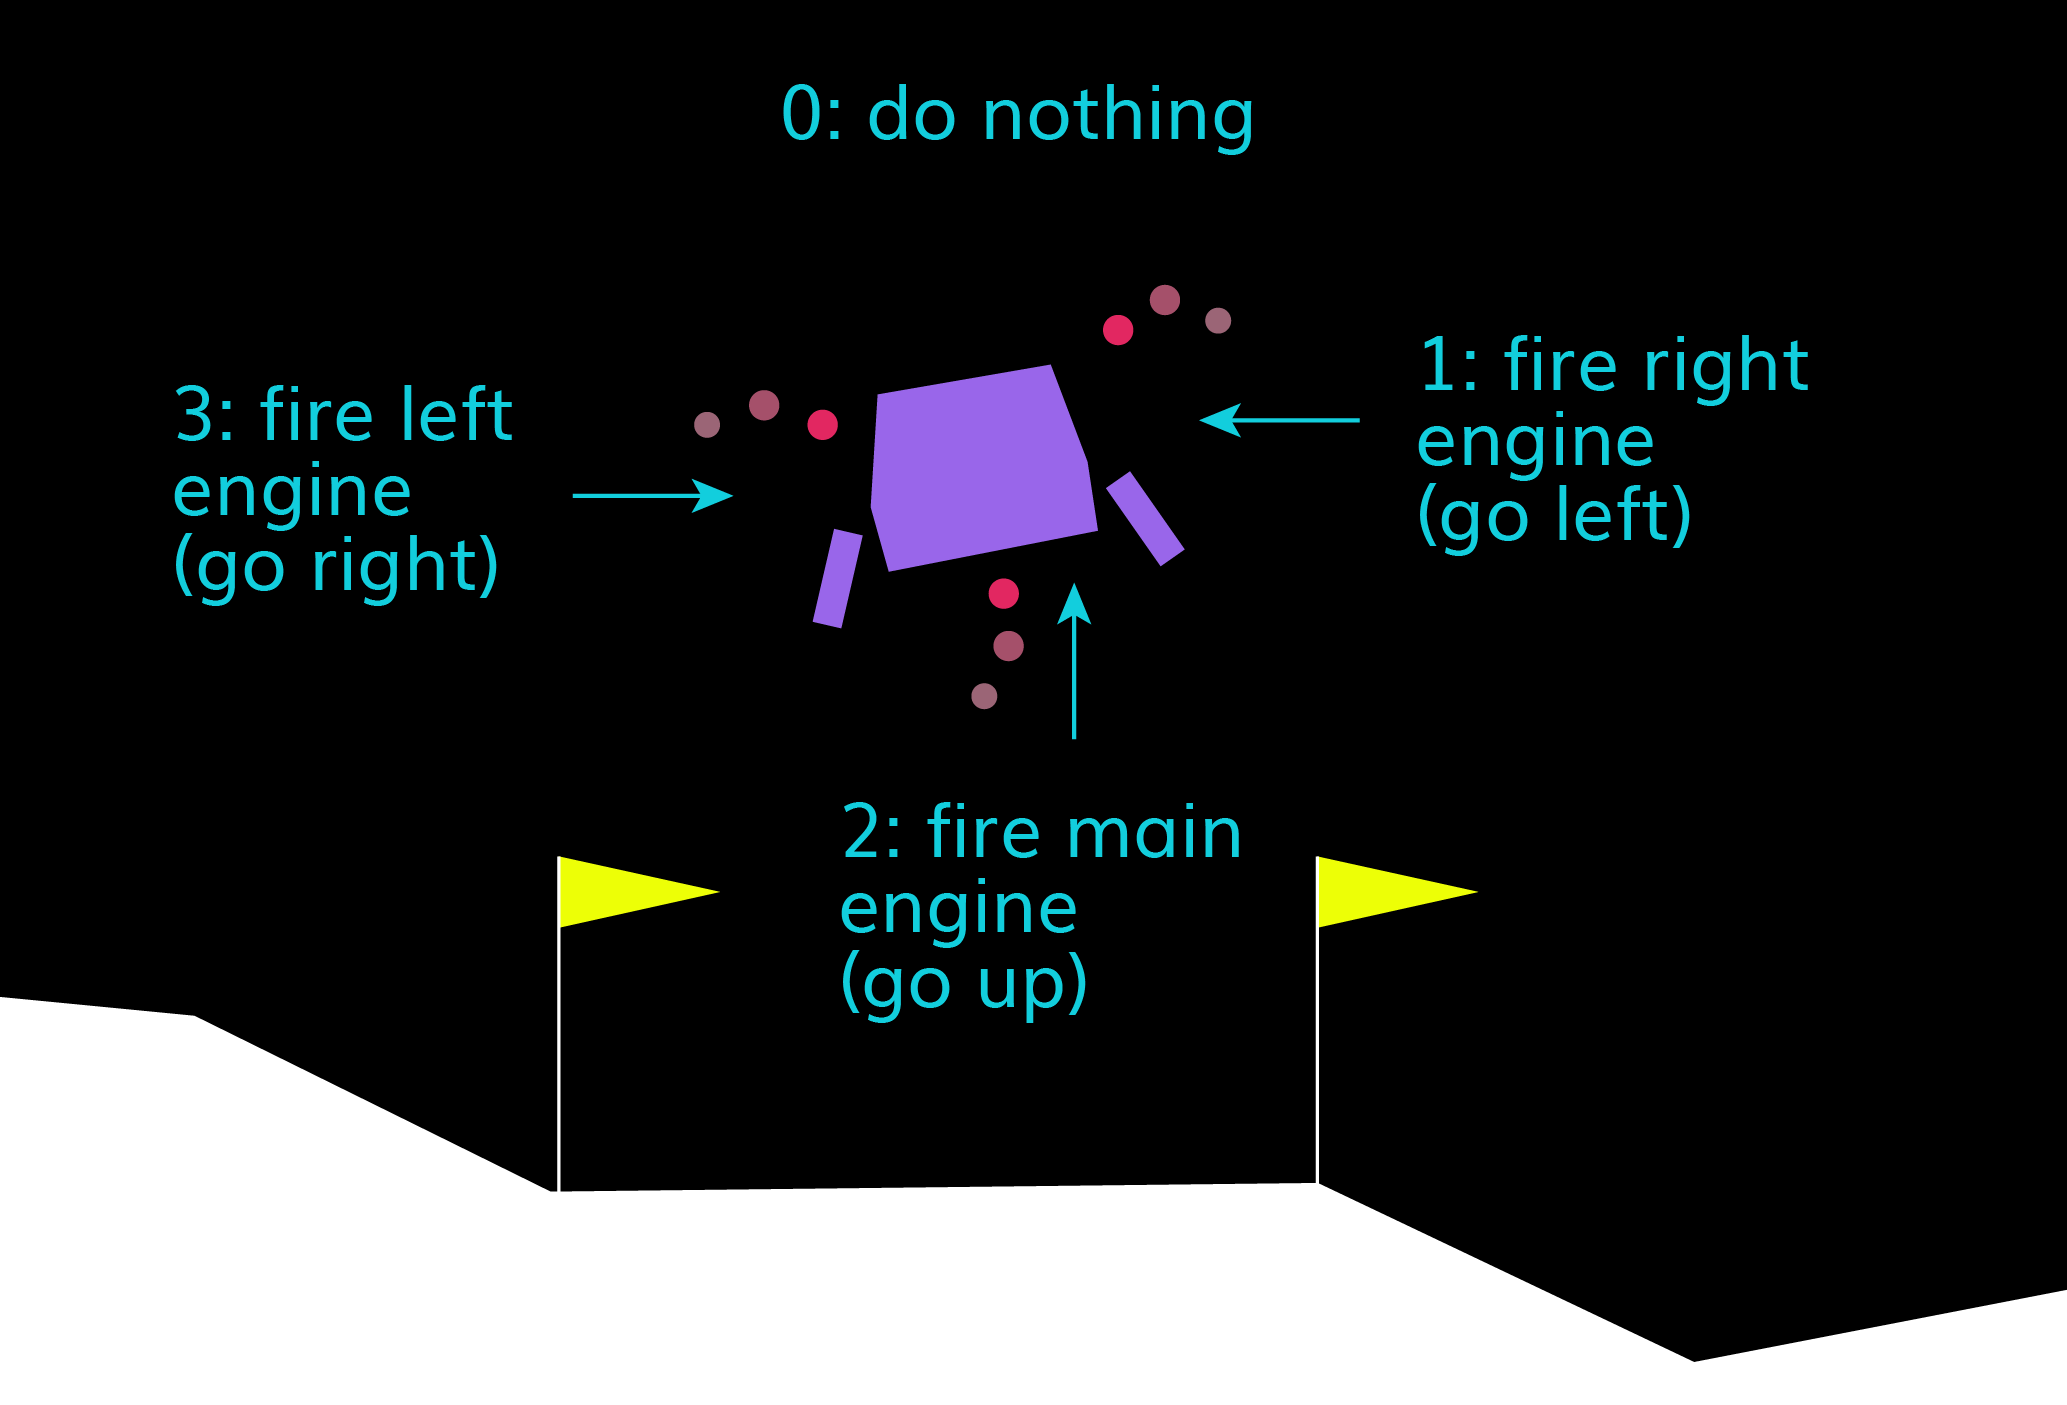 0: do nothing
3: fire left
engine
(go right)
1: fire right
engine
(go left)
2: fire main
engine
(go up)